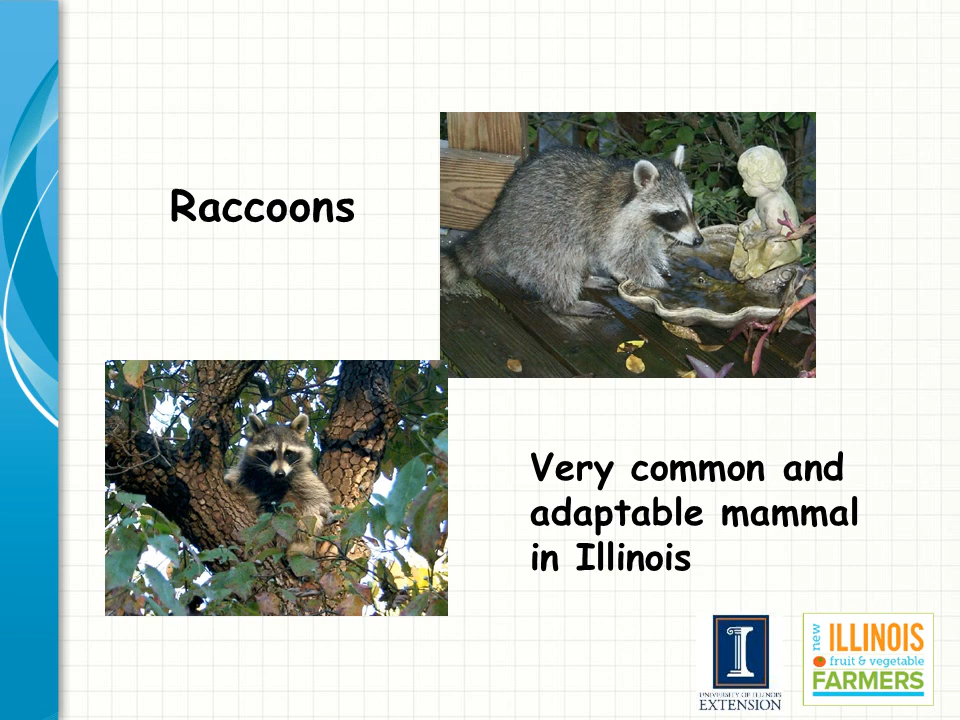 Raccoons
Very common and
adaptable mammal
in Illinois
I
UNIVERSITY OF ILLINOIS
EXTENSION
new
ILLINOIS
fruit & vegetable
FARMERS